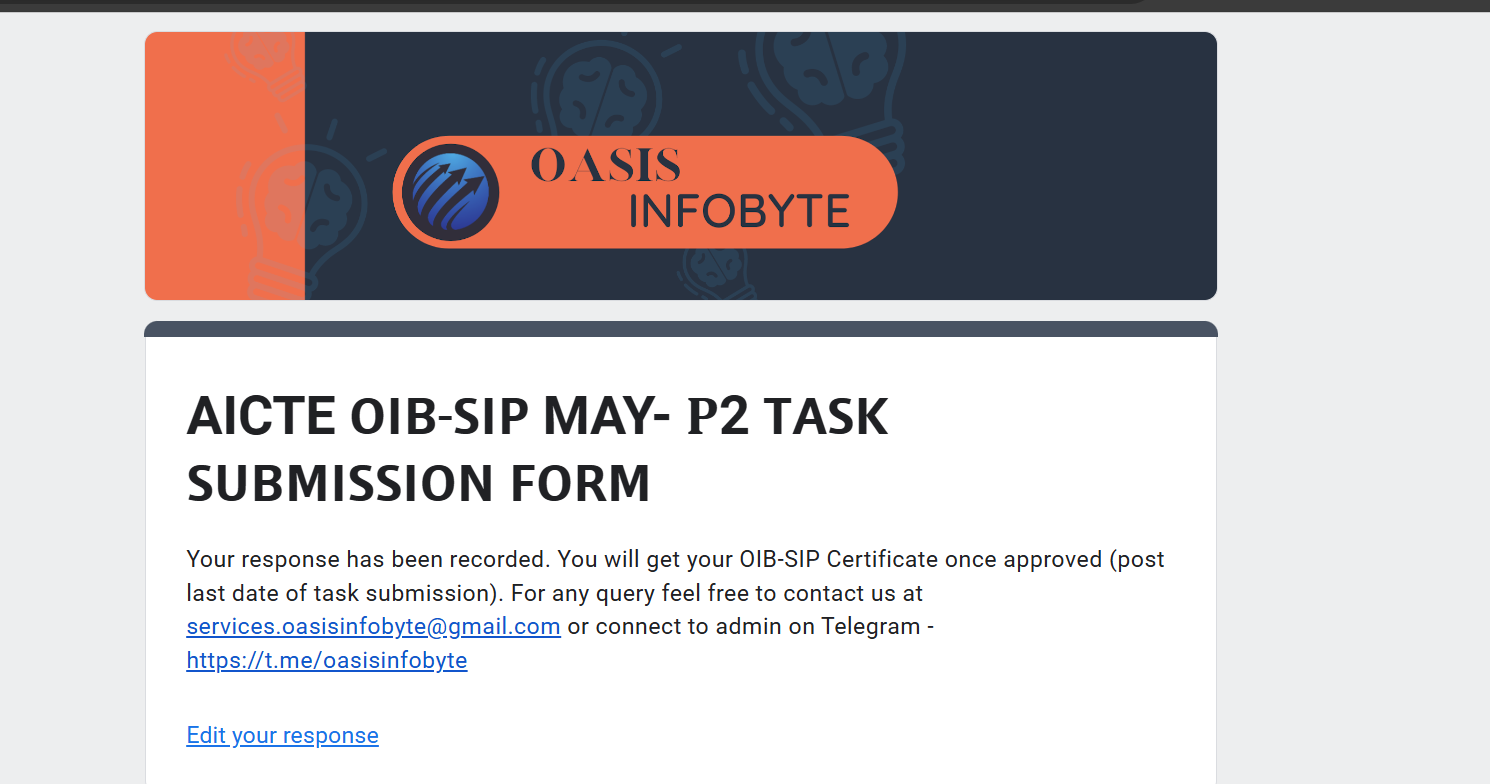 OASIS
INFOBYTE
AICTE OIB-SIP MAY- P2 TASK
SUBMISSION FORM
Your response has been recorded. You will get your OIB-SIP Certificate once approved (post
last date of task submission). For any query feel free to contact us at
services.oasisinfobyte@gmail.com or connect to admin on Telegram -
https://t.me/oasisinfobyte
Edit your response